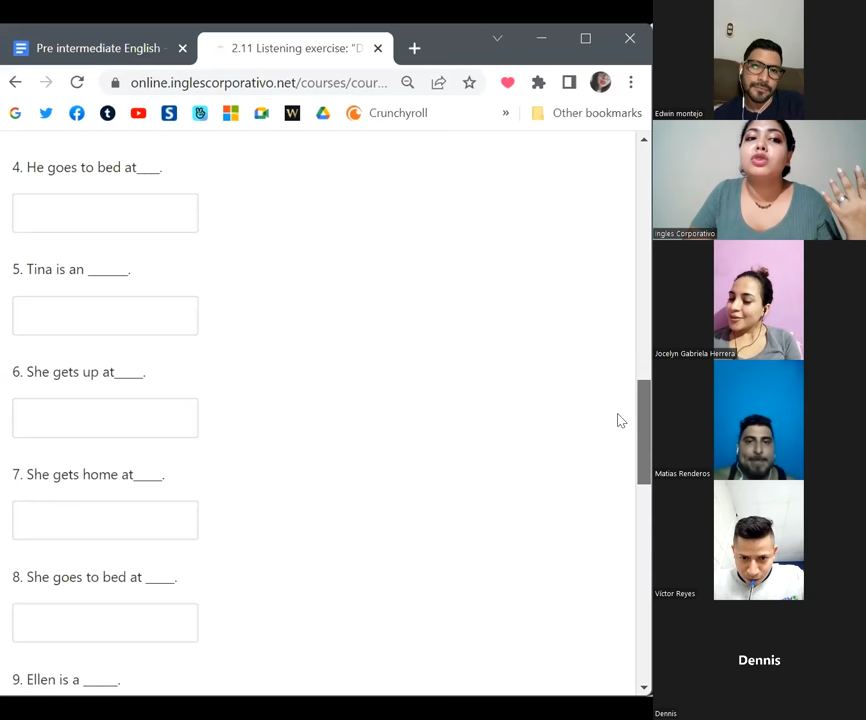 Pre intermediate English
2.11 Listening exercise: "D
online.inglescorporativo.net/courses/cour...
Crunchyroll
»
Other bookmarks
4. He goes to bed at___.
5. Tina is an ______.
6. She gets up at____.
7. She gets home at____.
8. She goes to bed at ____.
9. Ellen is a _____.
Edwin montejo
Ingles Corporativo
Jocelyn Gabriela Herrera
Matias Renderos
Víctor Reyes
Dennis
Dennis